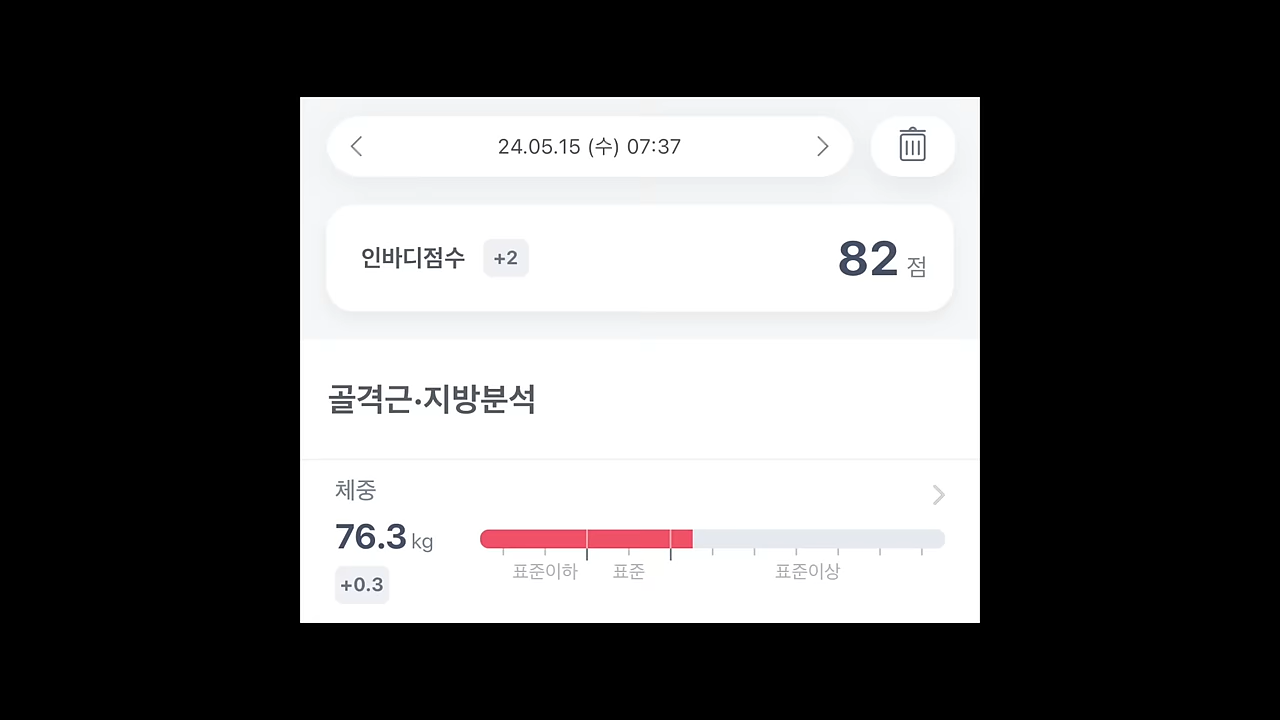 24.05.15 (수) 07:37
인바디점수 +2 82 점
골격근·지방분석
체중
76.3 kg
표준이하 표준 표준이상
+0.3